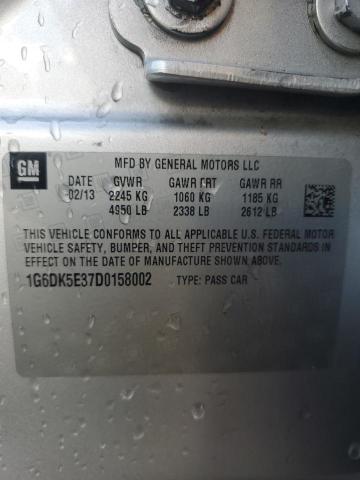 GM
MFD BY GENERAL MOTORS LLC
DATE GVWR GAWR FRT GAWR RR
02/13 2245 KG 1060 KG 1185 KG
4950 LB 2338 LB 2612 LB
THIS VEHICLE CONFORMS TO ALL APPLICABLE U.S. FEDERAL MOTOR
VEHICLE SAFETY, BUMPER, AND THEFT PREVENTION STANDARDS IN
EFFECT ON THE DATE OF MANUFACTURE SHOWN ABOVE.
1G6DK5E37D0158002 TYPE: PASS CAR